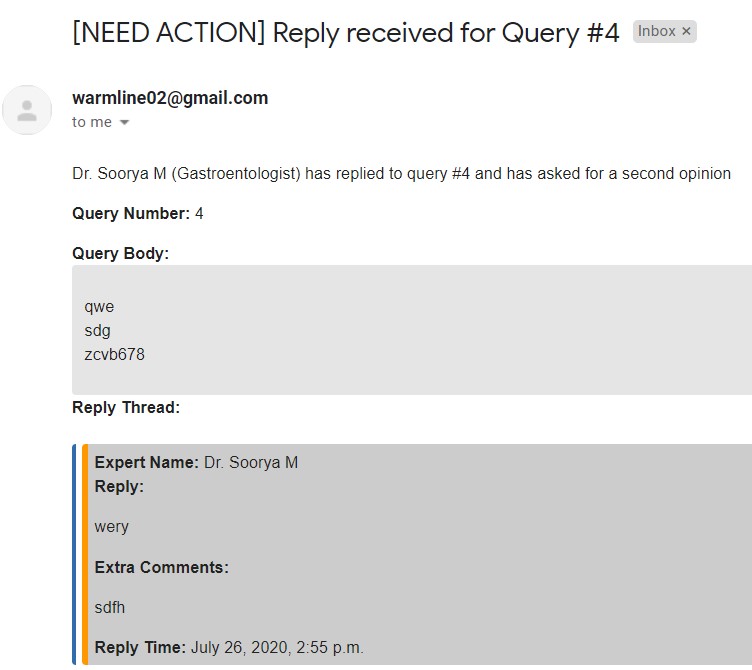 [NEED ACTION] Reply received for Query #4 Inbox ×
warmline02@gmail.com
to me
Dr. Soorya M (Gastroentologist) has replied to query #4 and has asked for a second opinion
Query Number: 4
Query Body:
qwe
sdg
zcvb678
Reply Thread:
Expert Name: Dr. Soorya M
Reply:
wery
Extra Comments:
sdfh
Reply Time: July 26, 2020, 2:55 p.m.